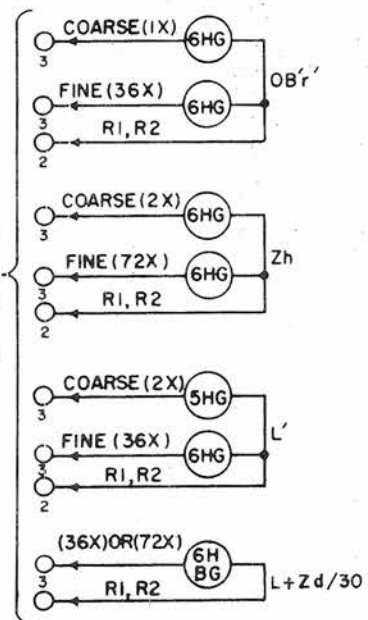 COARSE (1X) 6HG
3
OB'r'
FINE (36X) 6HG
3
R1, R2
2
COARSE (2X) 6HG
3
Zh
FINE (72X) 6HG
3
R1, R2
2
COARSE (2X) 5HG
3
L'
FINE (36X) 6HG
3
R1, R2
2
(36X) OR (72X) 6H BG
3
R1, R2
L+Zd/30